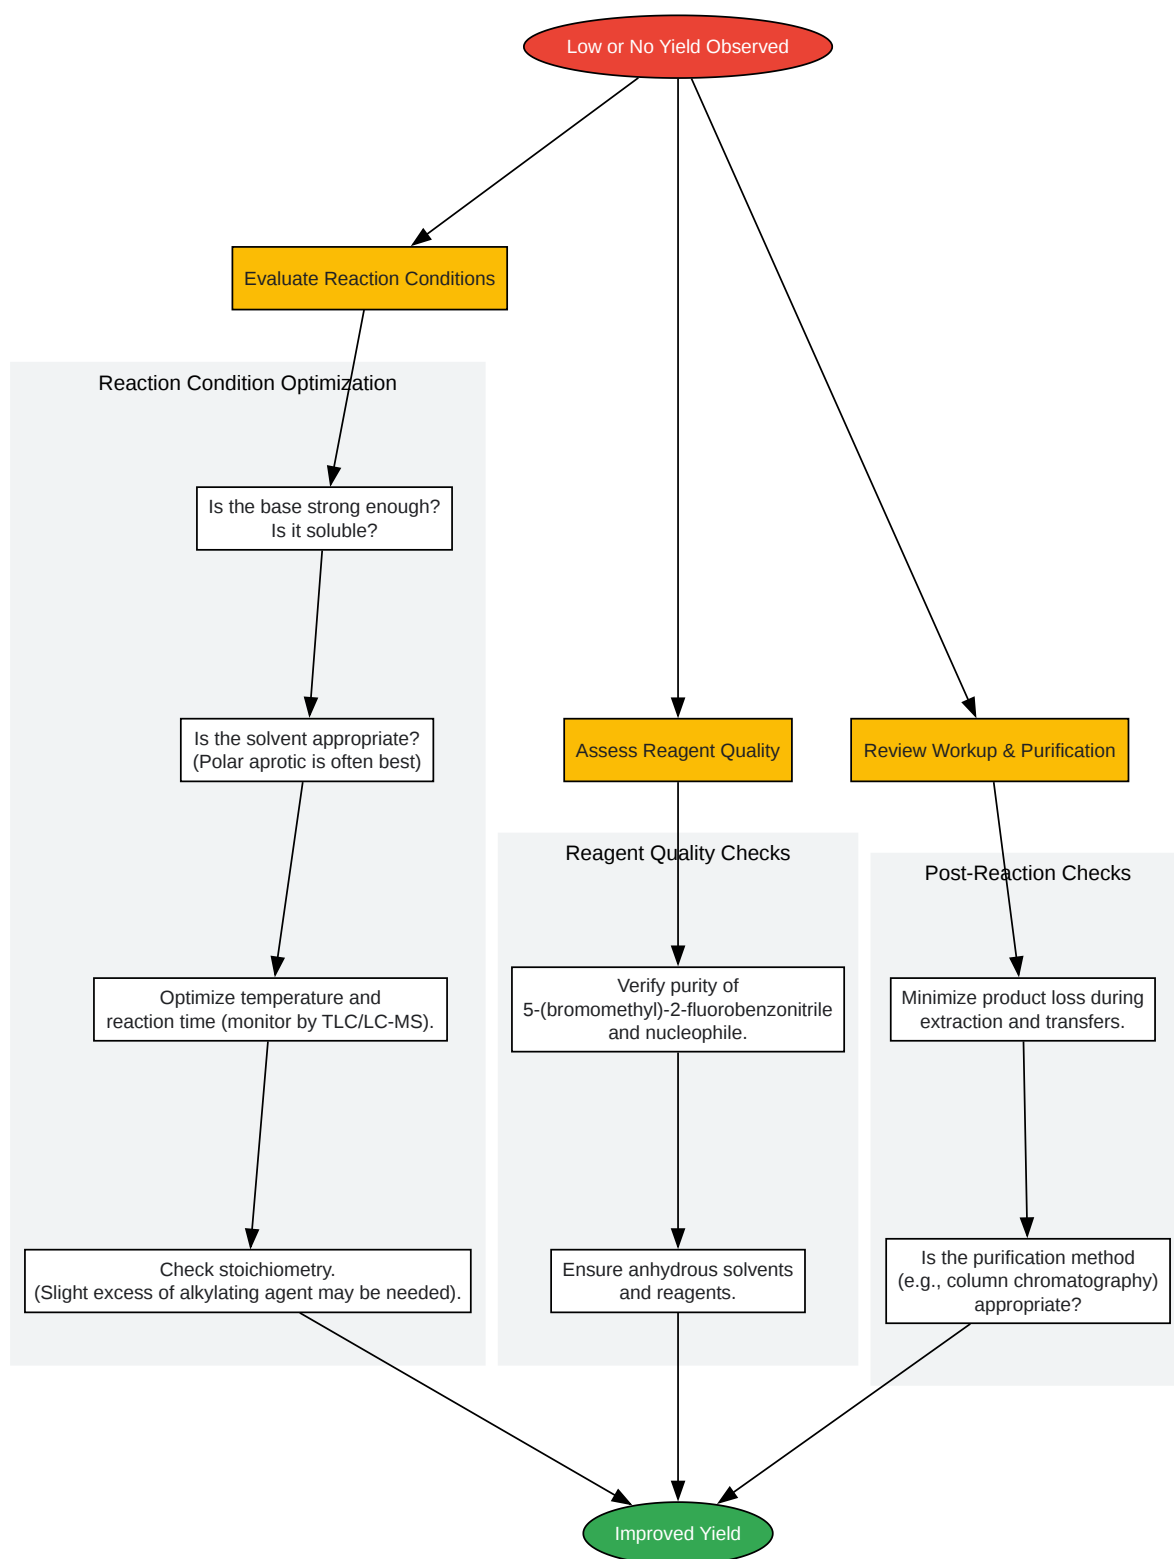 Low or No Yield Observed
Evaluate Reaction Conditions
Reaction Condition Optimization
Is the base strong enough?
Is it soluble?
Is the solvent appropriate?
(Polar aprotic is often best)
Optimize temperature and
reaction time (monitor by TLC/LC-MS).
Check stoichiometry.
(Slight excess of alkylating agent may be needed).
Assess Reagent Quality
Reagent Quality Checks
Verify purity of
5-(bromomethyl)-2-fluorobenzonitrile
and nucleophile.
Ensure anhydrous solvents
and reagents.
Review Workup & Purification
Post-Reaction Checks
Minimize product loss during
extraction and transfers.
Is the purification method
(e.g., column chromatography)
appropriate?
Improved Yield